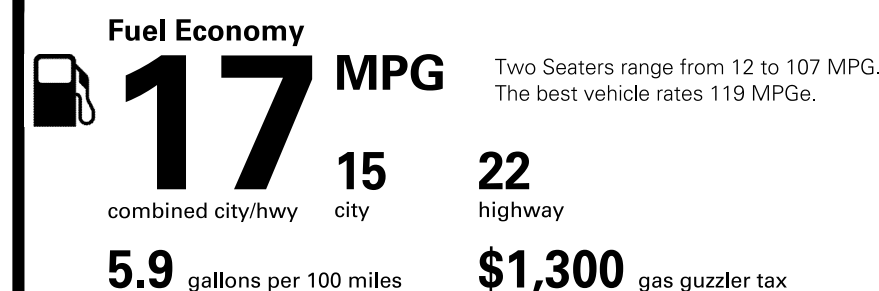 Fuel Economy
17 MPG
Two Seaters range from 12 to 107 MPG.
The best vehicle rates 119 MPGe.
15 22
combined city/hwy city highway
5.9 gallons per 100 miles $1,300 gas guzzler tax